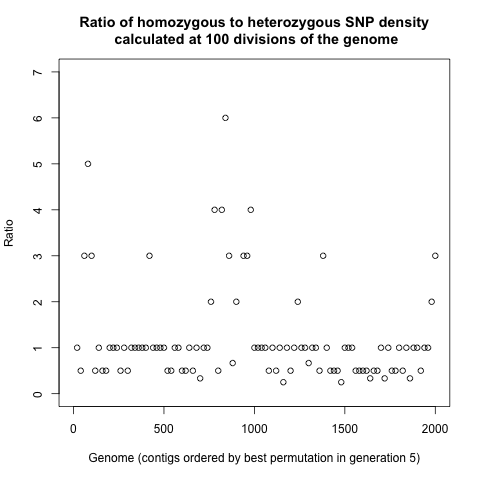 Ratio of homozygous to heterozygous SNP density
calculated at 100 divisions of the genome
Ratio
7
6
5
4
3
2
1
0
0 500 1000 1500 2000
Genome (contigs ordered by best permutation in generation 5)